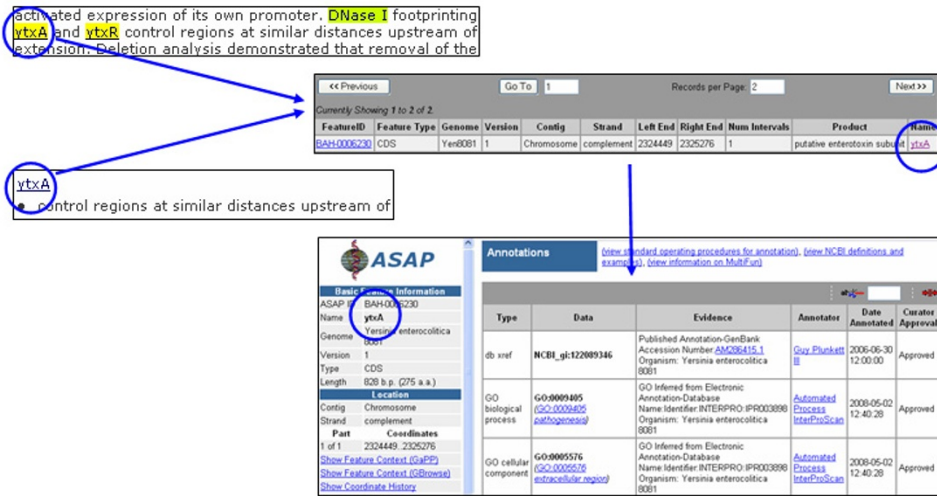 activated expression of its own promoter. DNase I footprinting
ytxA and ytxR control regions at similar distances upstream of
extension. Deletion analysis demonstrated that removal of the
<< Previous Go To 1 Records per Page: 2 Next >>
Currently Showing 1 to 2 of 2.
FeatureID Feature Type Genome Version Contig Strand Left End Right End Num Intervals Product Name
BAH-0006230 CDS Yen8081 1 Chromosome complement 2324449 2325276 1 putative enterotoxin subunit ytxA
ytxA
• control regions at similar distances upstream of
ASAP
Basic Feature Information
ASAP ID BAH-0006230
Name ytxA
Genome Yersinia enterocolitica
8081
Version 1
Type CDS
Length 828 b.p. (275 a.a.)
Location
Contig Chromosome
Strand complement
Part Coordinates
1 of 1 2324449..2325276
Show Feature Context (GaPP)
Show Feature Context (GBrowse)
Show Coordinate History
Annotations
(view standard operating procedures for annotation), (view NCBI definitions and
examples), (view information on MultiFun)
Type Data Evidence Annotator Date Annotated Curator Approval
db xref NCBI_gi:122089346 Published Annotation-GenBank
Accession Number:AM286415.1
Organism: Yersinia enterocolitica
8081
Guy Plunkett
III
2006-06-30
12:00:00
Approved
GO
biological
process
GO:0009405
(GO:0009405
pathogenesis)
GO Inferred from Electronic
Annotation-Database
Name:Identifier:INTERPRO:IPR003898
Organism: Yersinia enterocolitica
8081
Automated
Process
InterProScan
2008-05-02
12:40:28
Approved
GO cellular
component
GO:0005576
(GO:0005576
extracellular region)
GO Inferred from Electronic
Annotation-Database
Name:Identifier:INTERPRO:IPR003898
Organism: Yersinia enterocolitica
8081
Automated
Process
InterProScan
2008-05-02
12:40:28
Approved